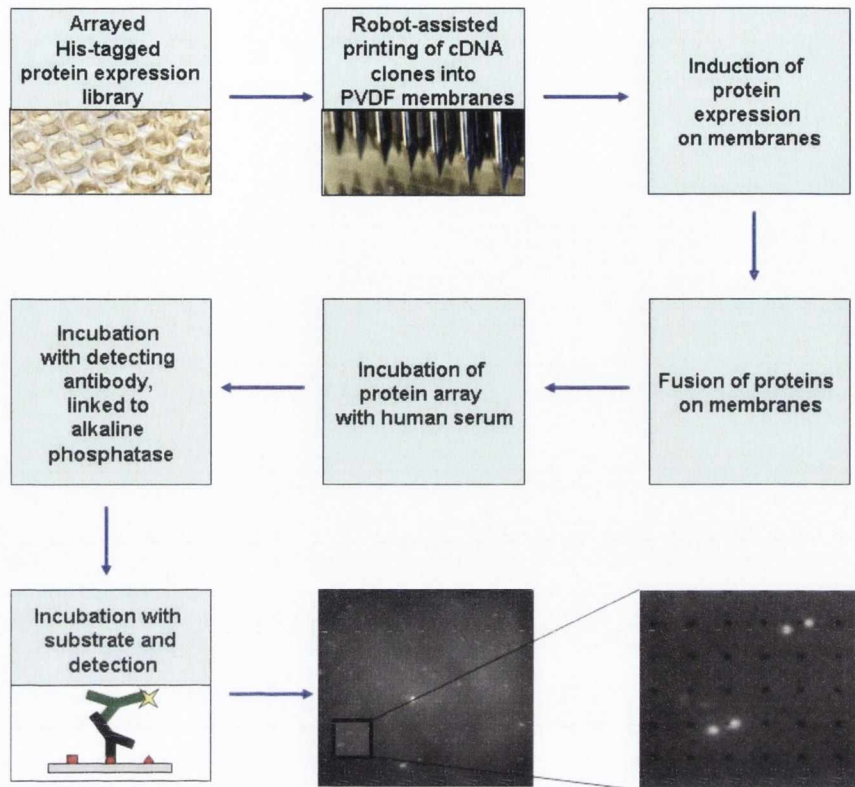 Arrayed
His-tagged
protein expression
library
Robot-assisted
printing of cDNA
clones into
PVDF membranes
Induction of
protein
expression
on membranes
Fusion of proteins
on membranes
Incubation of
protein array
with human serum
Incubation
with detecting
antibody,
linked to
alkaline
phosphatase
Incubation with
substrate and
detection